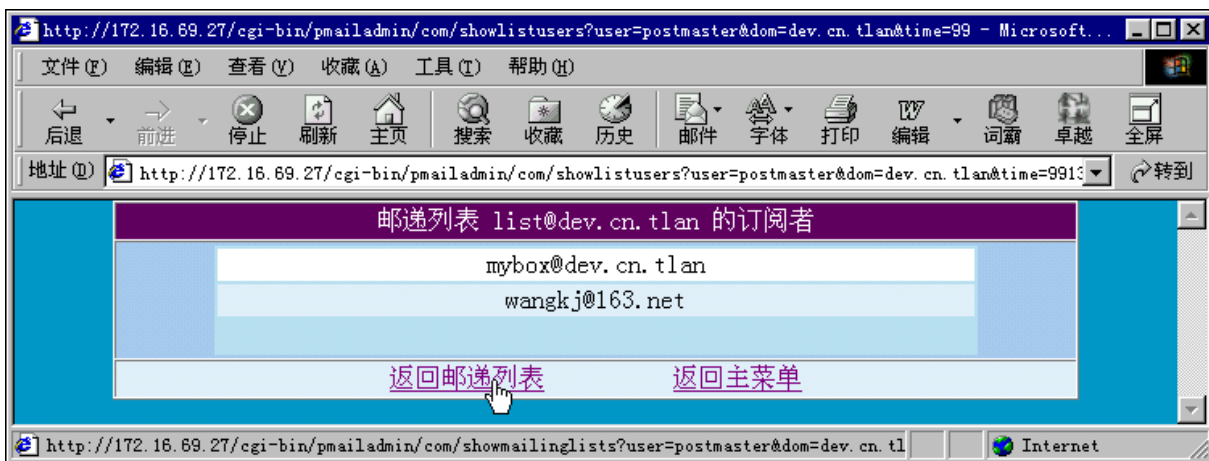 http://172.16.69.27/cgi-bin/pmailadmin/com/showlistusers?user=postmaster&dom=dev.cn.tlan&time=99 - Microsoft...
文件(F) 编辑(E) 查看(V) 收藏(A) 工具(T) 帮助(H)
后退 前进 停止 刷新 主页 搜索 收藏 历史 邮件 字体 打印 编辑 词霸 卓越 全屏
地址(D) http://172.16.69.27/cgi-bin/pmailadmin/com/showlistusers?user=postmaster&dom=dev.cn.tlan&time=9913 转到
邮递列表 list@dev.cn.tlan 的订阅者
mybox@dev.cn.tlan
wangkj@163.net
返回邮递列表 返回主菜单
http://172.16.69.27/cgi-bin/pmailadmin/com/showmailinglists?user=postmaster&dom=dev.cn.tl Internet